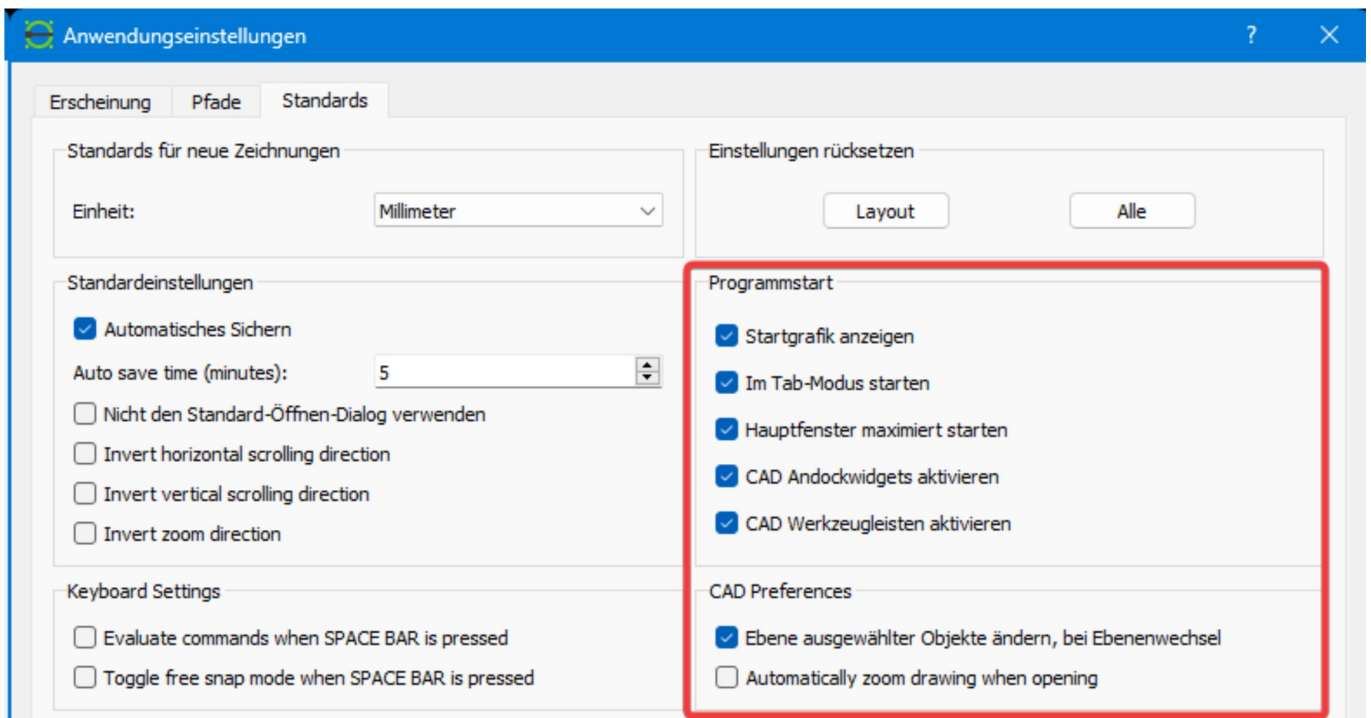 Anwendungseinstellungen
?
Erscheinung Pfade Standards
Standards für neue Zeichnungen
Einheit: Millimeter
Einstellungen rücksetzen
Layout Alle
Standardeinstellungen
Automatisches Sichern
Auto save time (minutes): 5
Nicht den Standard-Öffnen-Dialog verwenden
Invert horizontal scrolling direction
Invert vertical scrolling direction
Invert zoom direction
Programmstart
Startgrafik anzeigen
Im Tab-Modus starten
Hauptfenster maximiert starten
CAD Andockwidgets aktivieren
CAD Werkzeugleisten aktivieren
Keyboard Settings
Evaluate commands when SPACE BAR is pressed
Toggle free snap mode when SPACE BAR is pressed
CAD Preferences
Ebene ausgewählter Objekte ändern, bei Ebenenwechsel
Automatically zoom drawing when opening